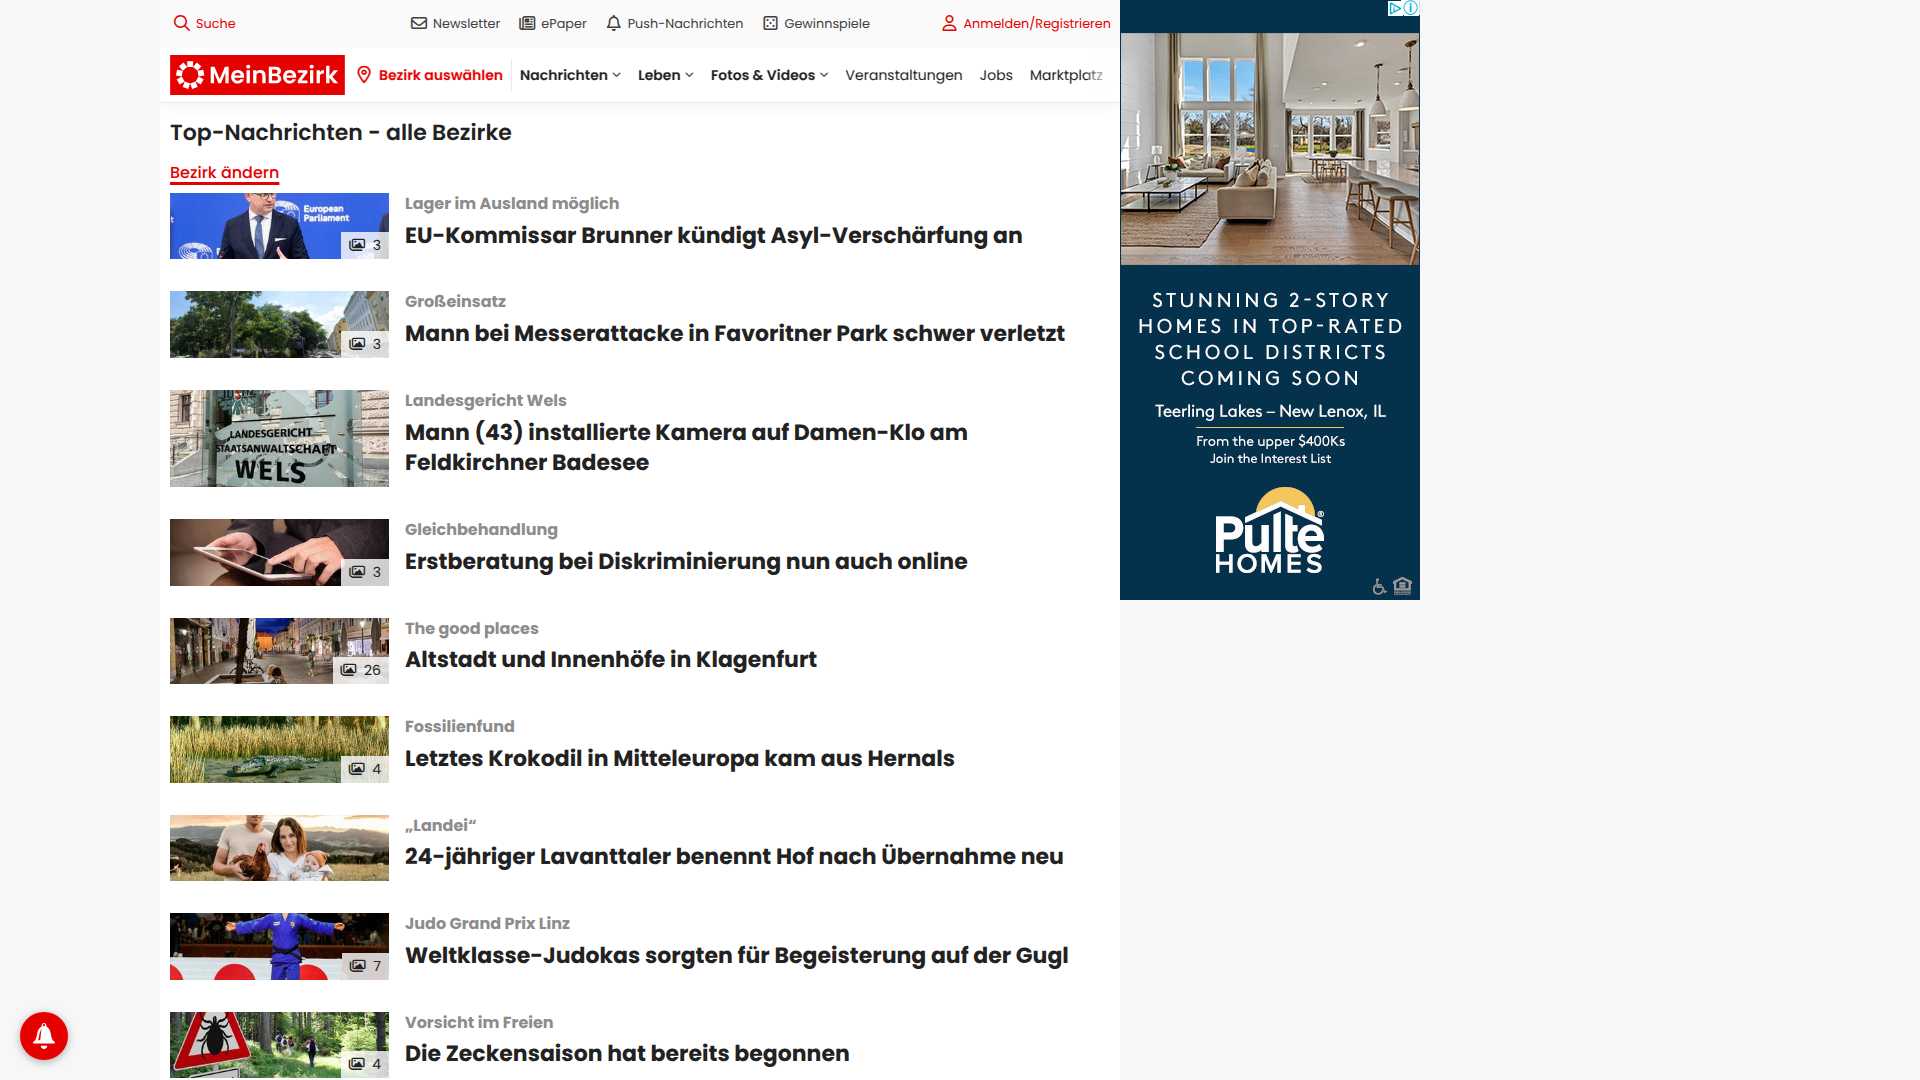 Suche
Newsletter
ePaper
Push-Nachrichten
Gewinnspiele
Anmelden/Registrieren
MeinBezirk
Bezirk auswählen
Nachrichten
Leben
Fotos & Videos
Veranstaltungen
Jobs
Marktplatz
Top-Nachrichten - alle Bezirke
Bezirk ändern
European
Parliament
3
Lager im Ausland möglich
EU-Kommissar Brunner kündigt Asyl-Verschärfung an
3
Großeinsatz
Mann bei Messerattacke in Favoritner Park schwer verletzt
LANDESGERICHT
STAATSANWALTSCHAFT
WELS
Landesgericht Wels
Mann (43) installierte Kamera auf Damen-Klo am
Feldkirchner Badesee
3
Gleichbehandlung
Erstberatung bei Diskriminierung nun auch online
26
The good places
Altstadt und Innenhöfe in Klagenfurt
4
Fossilienfund
Letztes Krokodil in Mitteleuropa kam aus Hernals
„Landei“
24-jähriger Lavanttaler benennt Hof nach Übernahme neu
7
Judo Grand Prix Linz
Weltklasse-Judokas sorgten für Begeisterung auf der Gugl
4
Vorsicht im Freien
Die Zeckensaison hat bereits begonnen
STUNNING 2-STORY
HOMES IN TOP-RATED
SCHOOL DISTRICTS
COMING SOON
Teerling Lakes – New Lenox, IL
From the upper $400Ks
Join the Interest List
Pulte®
HOMES